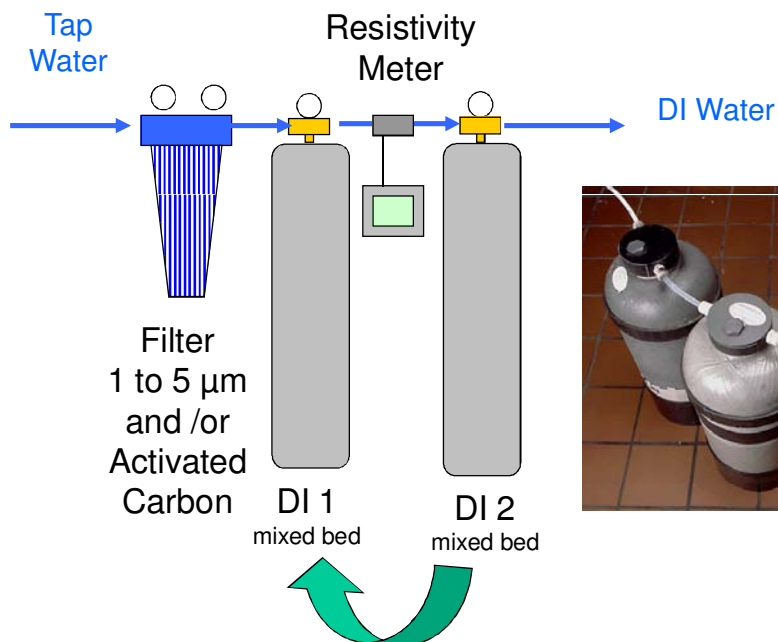 Tap
Water
Resistivity
Meter
DI Water
Filter
1 to 5 µm
and /or
Activated
Carbon
DI 1
mixed bed
DI 2
mixed bed